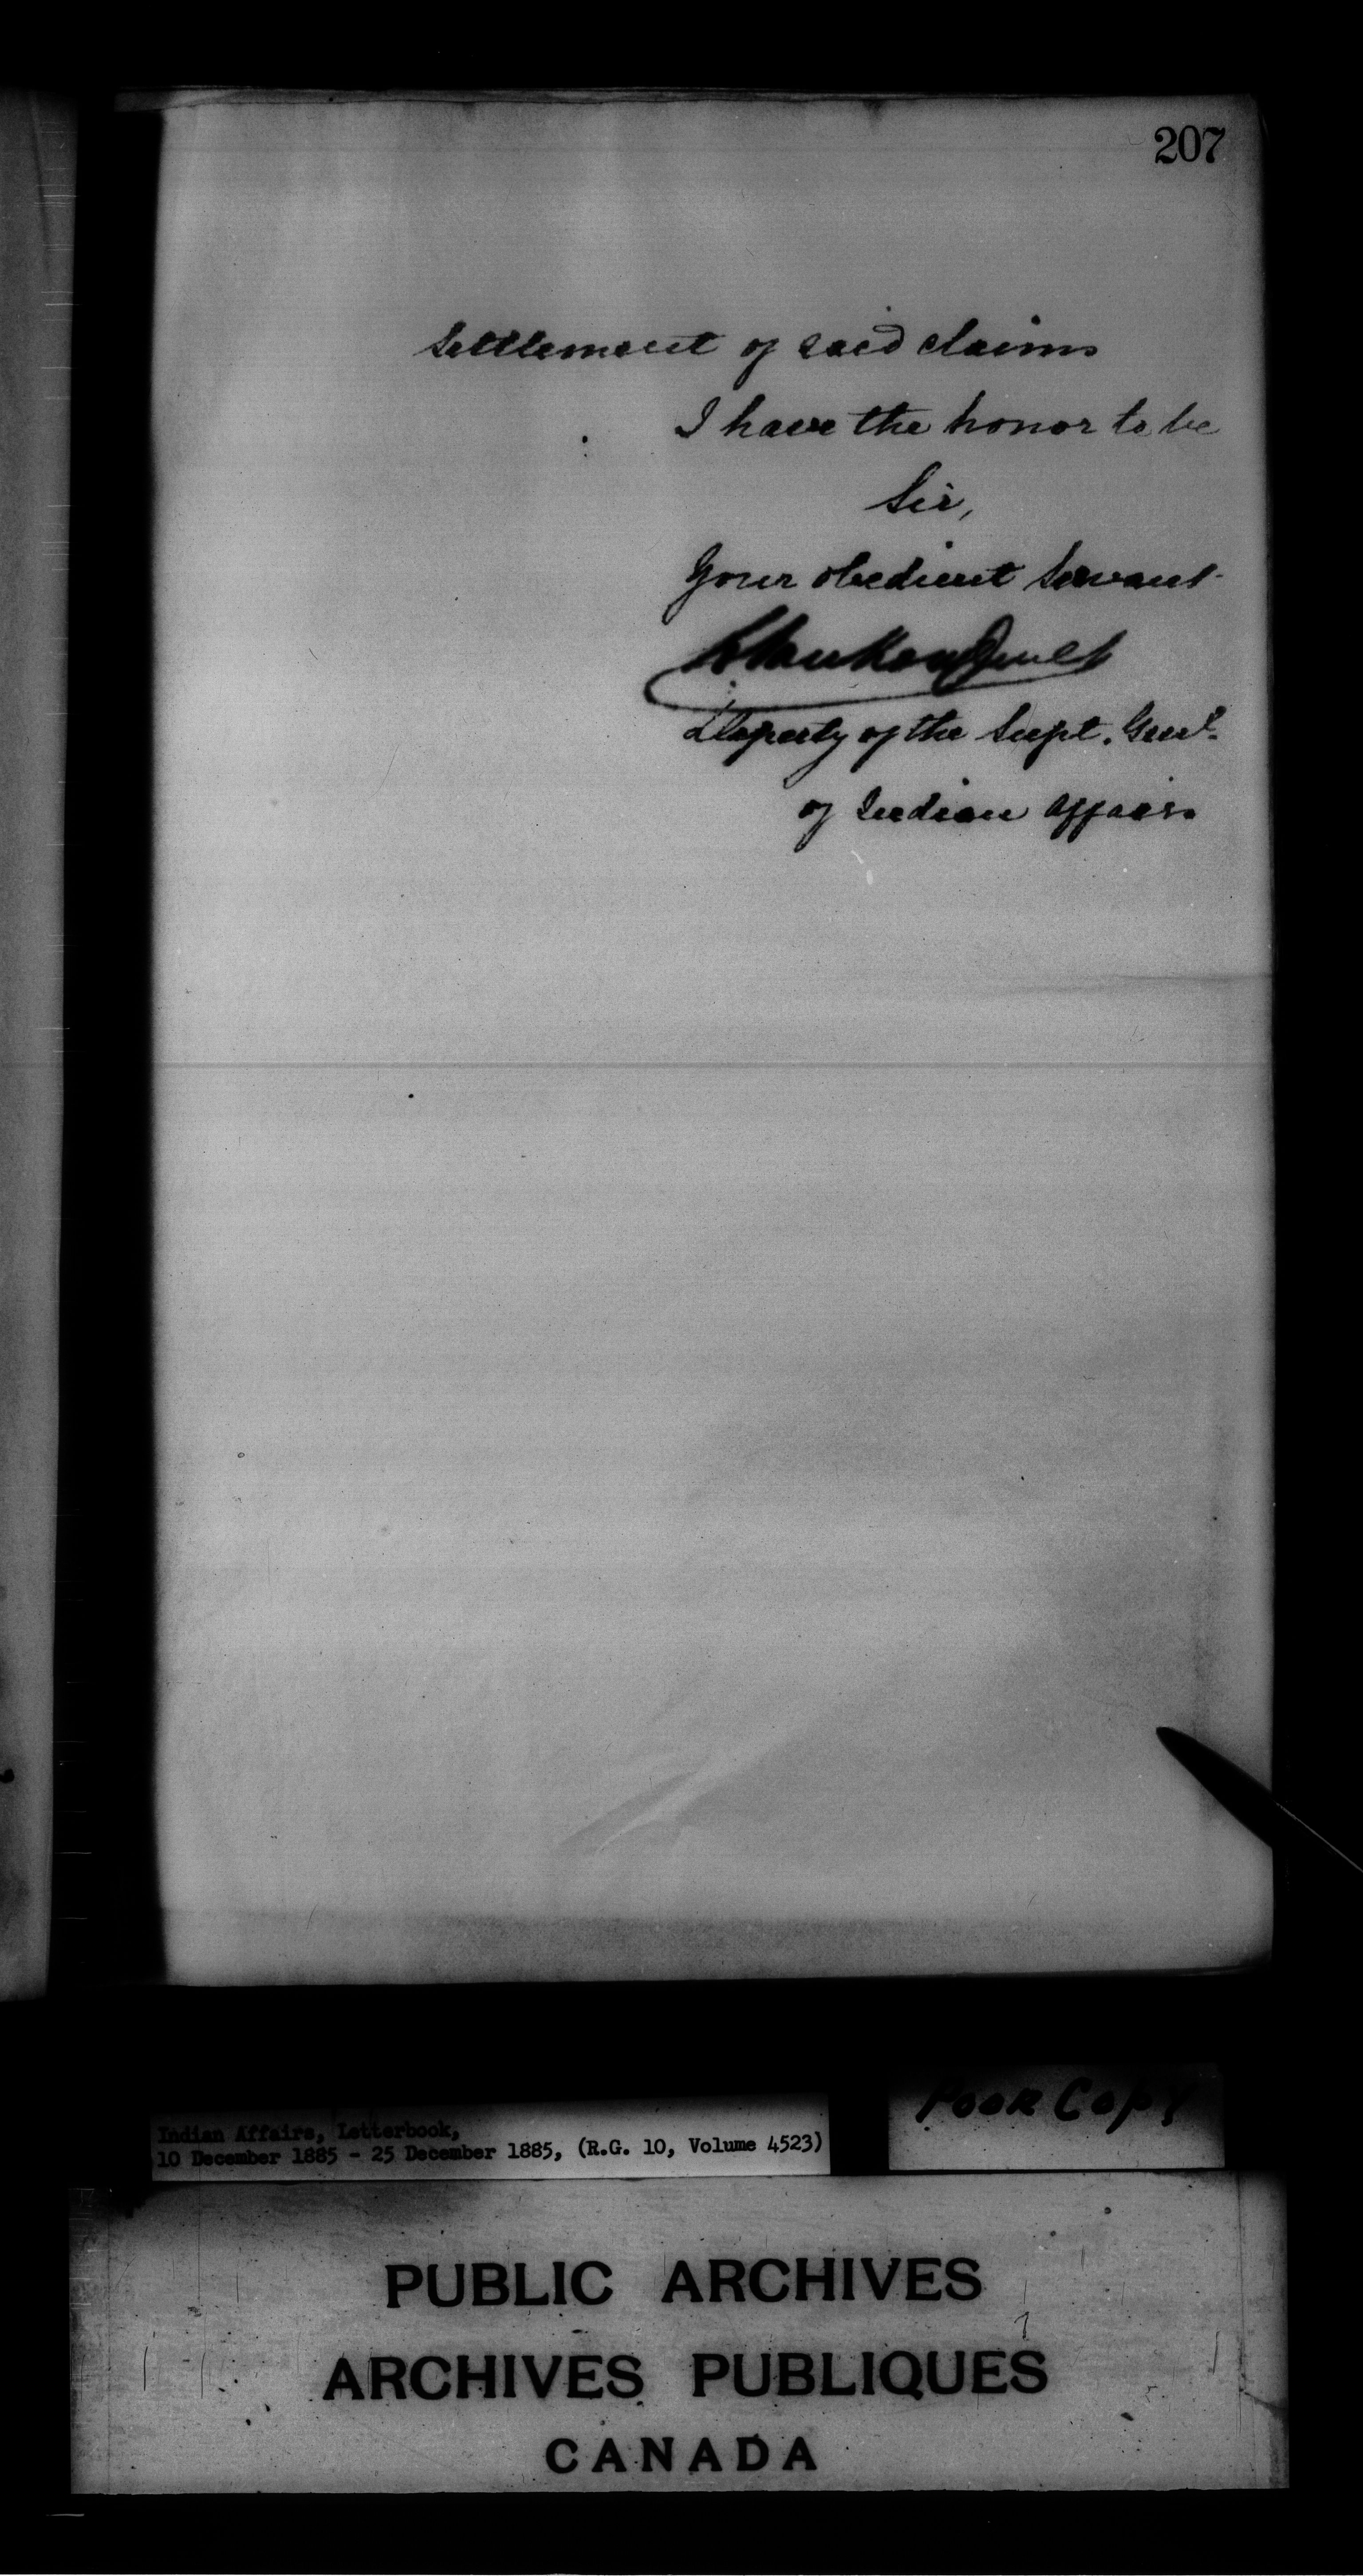 207
Settlement of said claims
I have the honor to be
Sir,
Your obedient Servant
L. VanKoughnet
Deputy of the Supt. Genl.
of Indian Affairs
Indian Affairs, Letterbook,
10 December 1885 - 25 December 1885, (R.G. 10, Volume 4523)
Poor Copy
PUBLIC ARCHIVES
ARCHIVES PUBLIQUES
CANADA